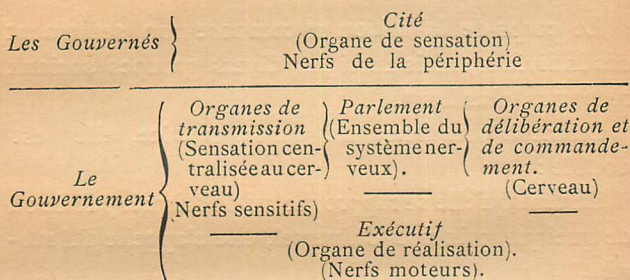 Cité
Les Gouvernés
(Organe de sensation)
Nerfs de la périphérie
Organes de
transmission
(Sensation cen-
tralisée au cer-
veau)
Nerfs sensitifs)
Parlement
(Ensemble du
système ner-
veux).
Organes de
délibération et
de commande-
ment.
(Cerveau)
Le
Gouvernement
Exécutif
(Organe de réalisation).
(Nerfs moteurs).